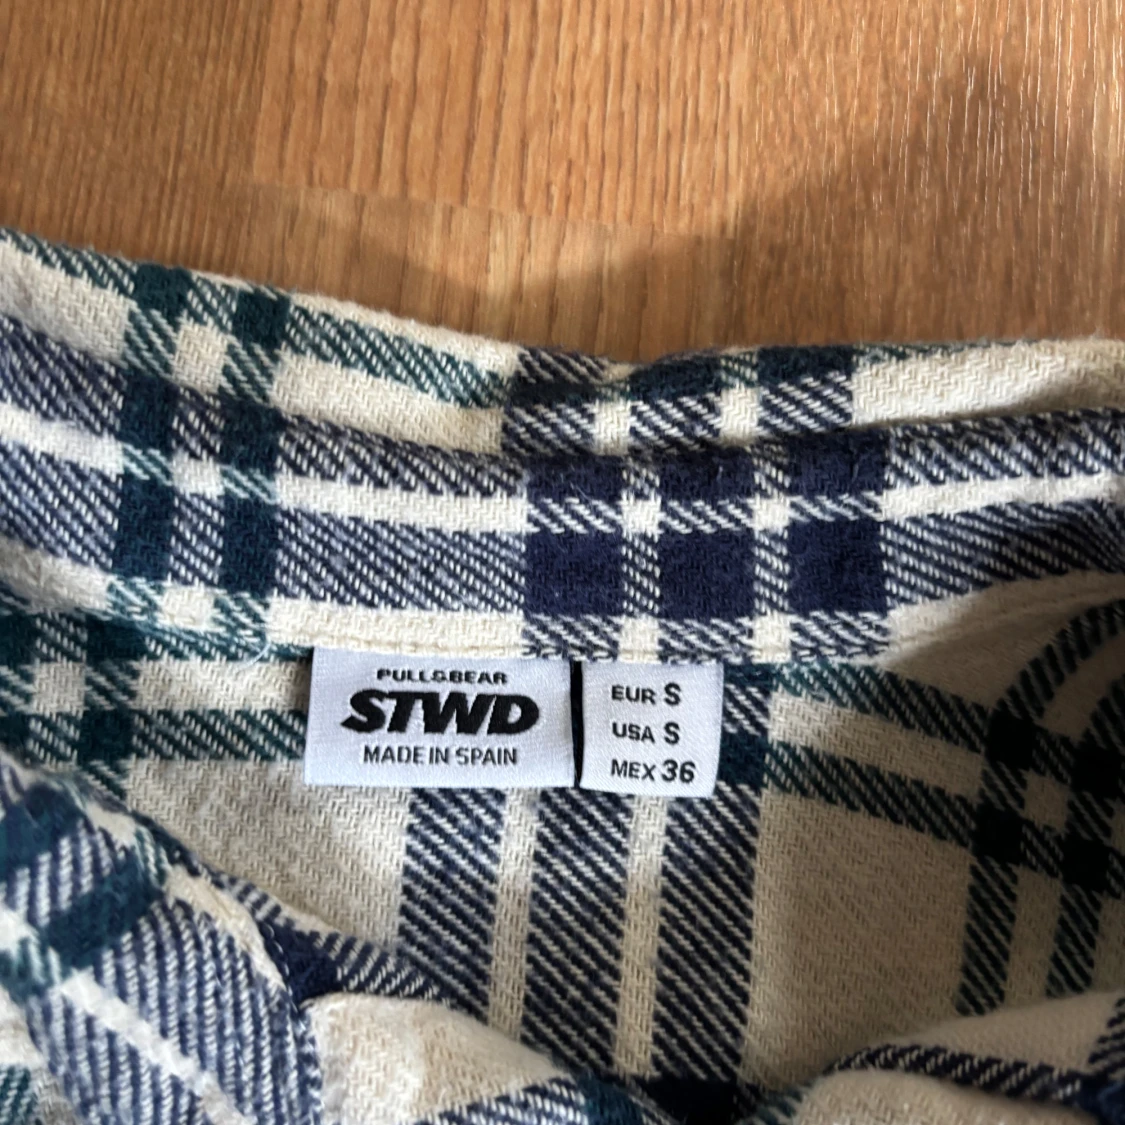 PULL&BEAR
STWD
MADE IN SPAIN
EUR S
USA S
MEX 36